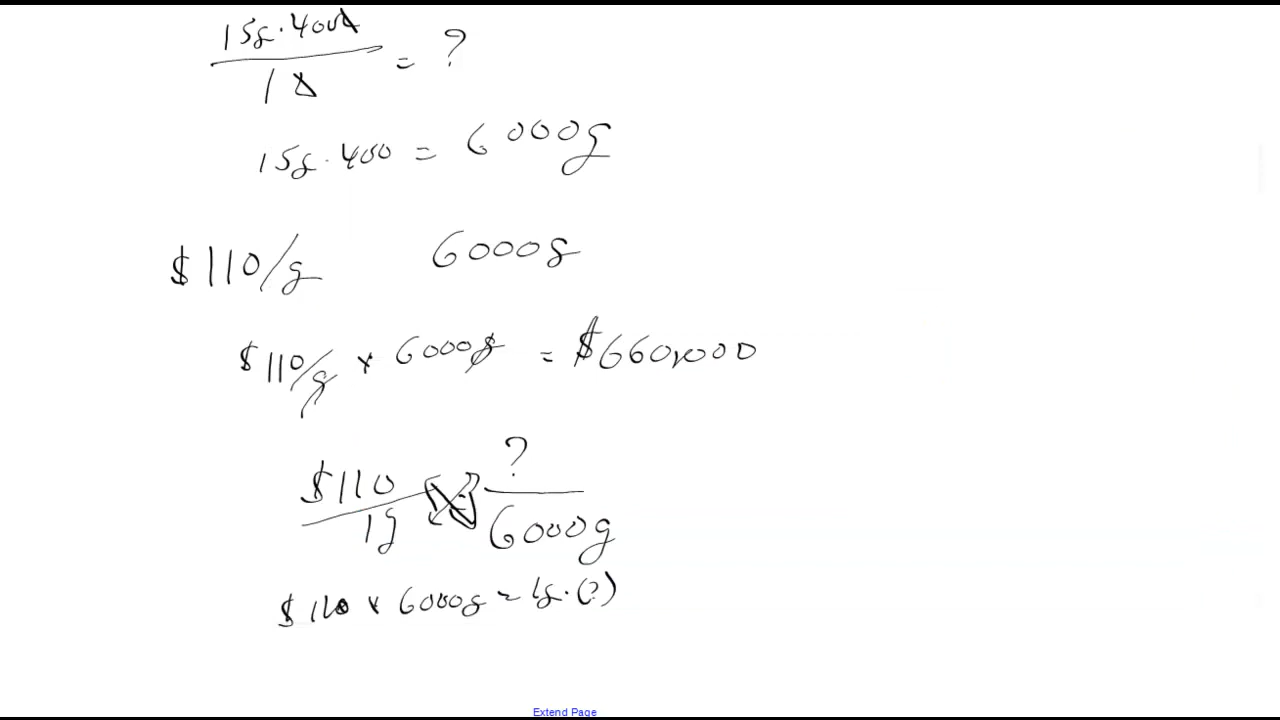 15g·400
1 = ?
15g·400 = 6000g
$110/g 6000g
$110/g × 6000g = $660,000
$110 ?
1g 6000g
$110 × 6000g = 1g·(?)
Extend Page